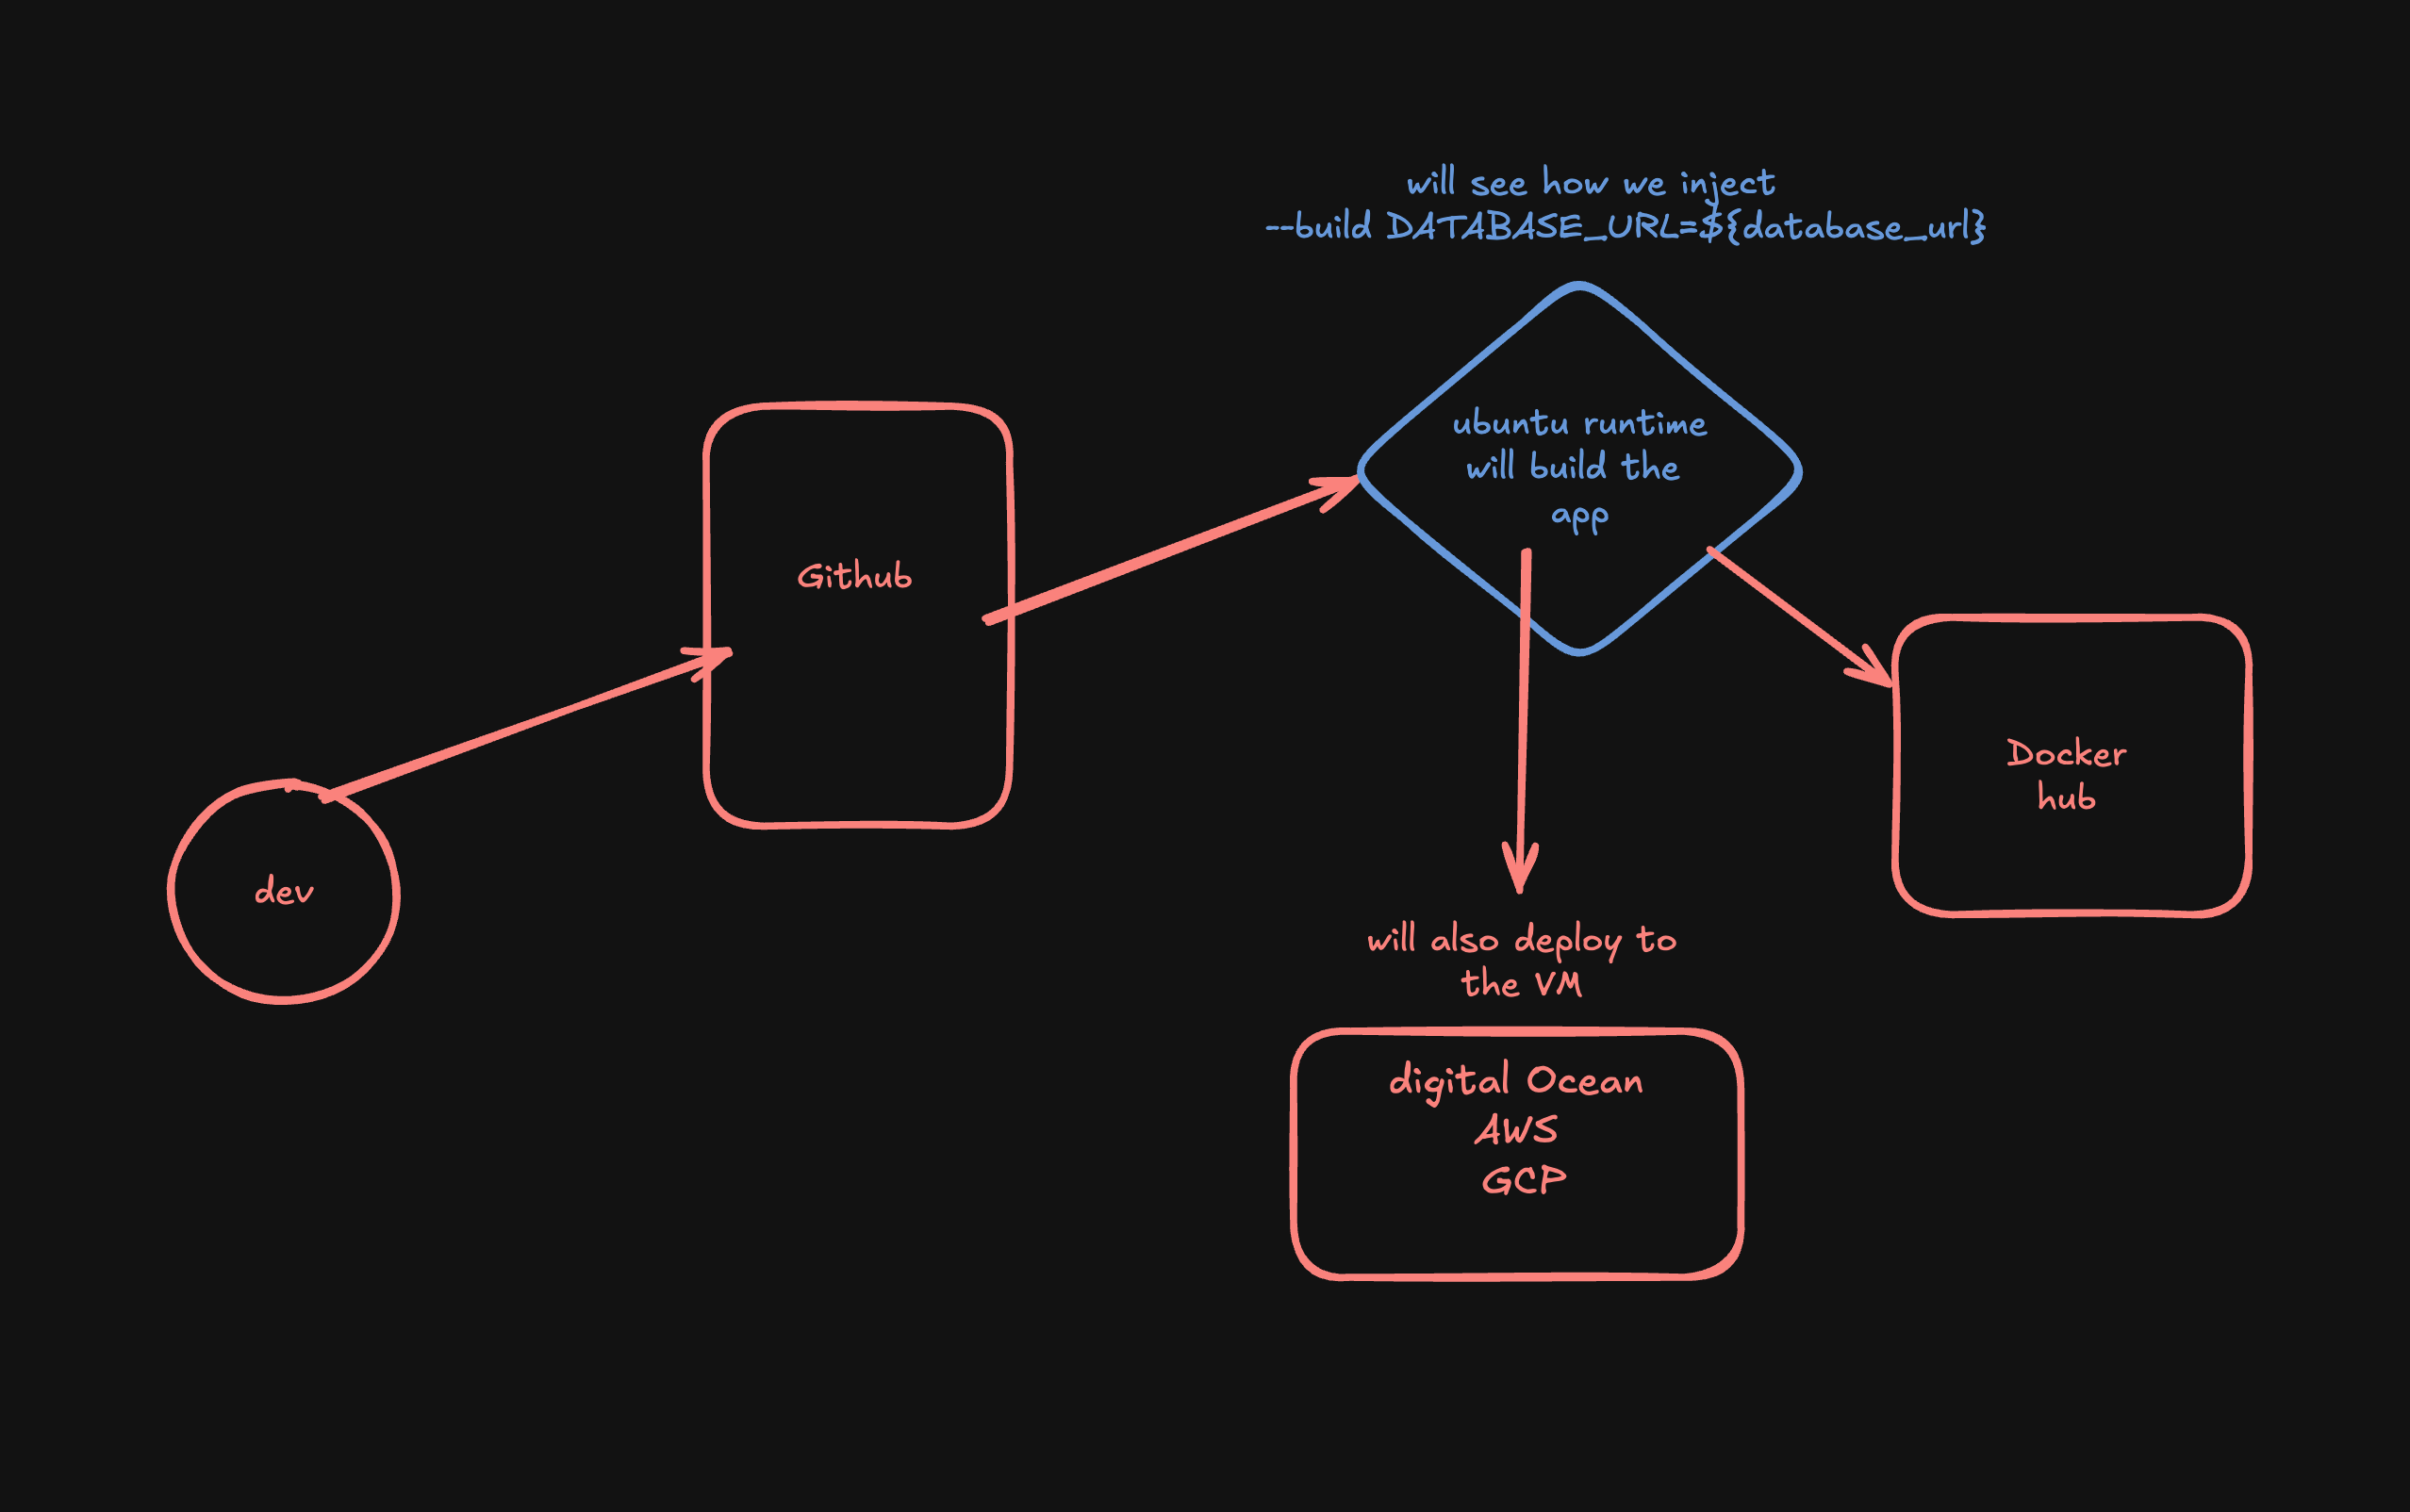 will see how we inject
--build DATABASE_URL=${database_url}
ubuntu runtime
will build the
app
Github
Docker
hub
dev
will also deploy to
the VM
digital Ocean
AWS
GCP